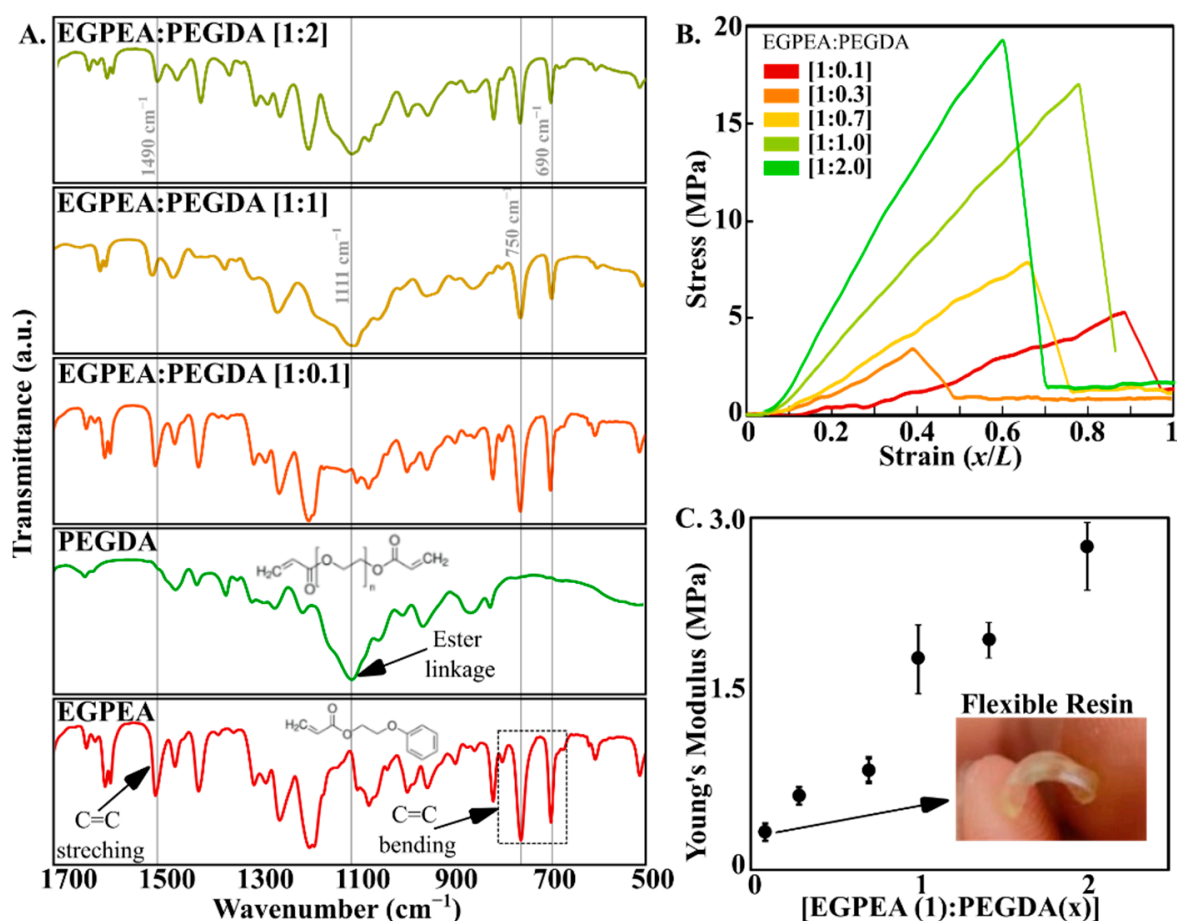 A.
EGPEA:PEGDA [1:2]
1490 cm⁻¹
690 cm⁻¹
EGPEA:PEGDA [1:1]
1111 cm⁻¹
750 cm⁻¹
EGPEA:PEGDA [1:0.1]
PEGDA
H₂C
O
O
n
O
O
CH₂
Ester
linkage
EGPEA
H₂C
O
O
O
C=C
streching
C=C
bending
Transmittance (a.u.)
1700 1500 1300 1100 900 700 500
Wavenumber (cm⁻¹)
B.
EGPEA:PEGDA
[1:0.1]
[1:0.3]
[1:0.7]
[1:1.0]
[1:2.0]
20
15
10
5
0
Stress (MPa)
0 0.2 0.4 0.6 0.8 1
Strain (x/L)
C.
3.0
1.5
0
Young's Modulus (MPa)
Flexible Resin
0 1 2
[EGPEA (1):PEGDA(x)]